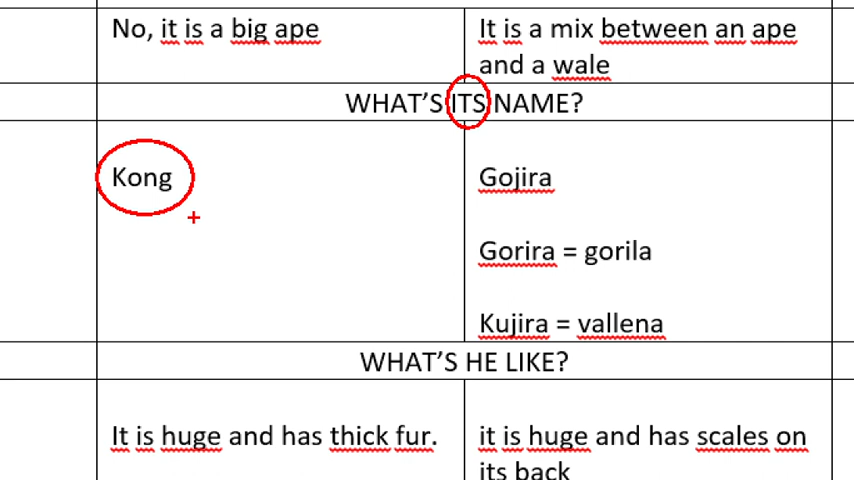 No, it is a big ape
It is a mix between an ape
and a wale
WHAT’S ITS NAME?
Kong
Gojira
Gorira = gorila
Kujira = vallena
WHAT’S HE LIKE?
It is huge and has thick fur.
it is huge and has scales on
its back